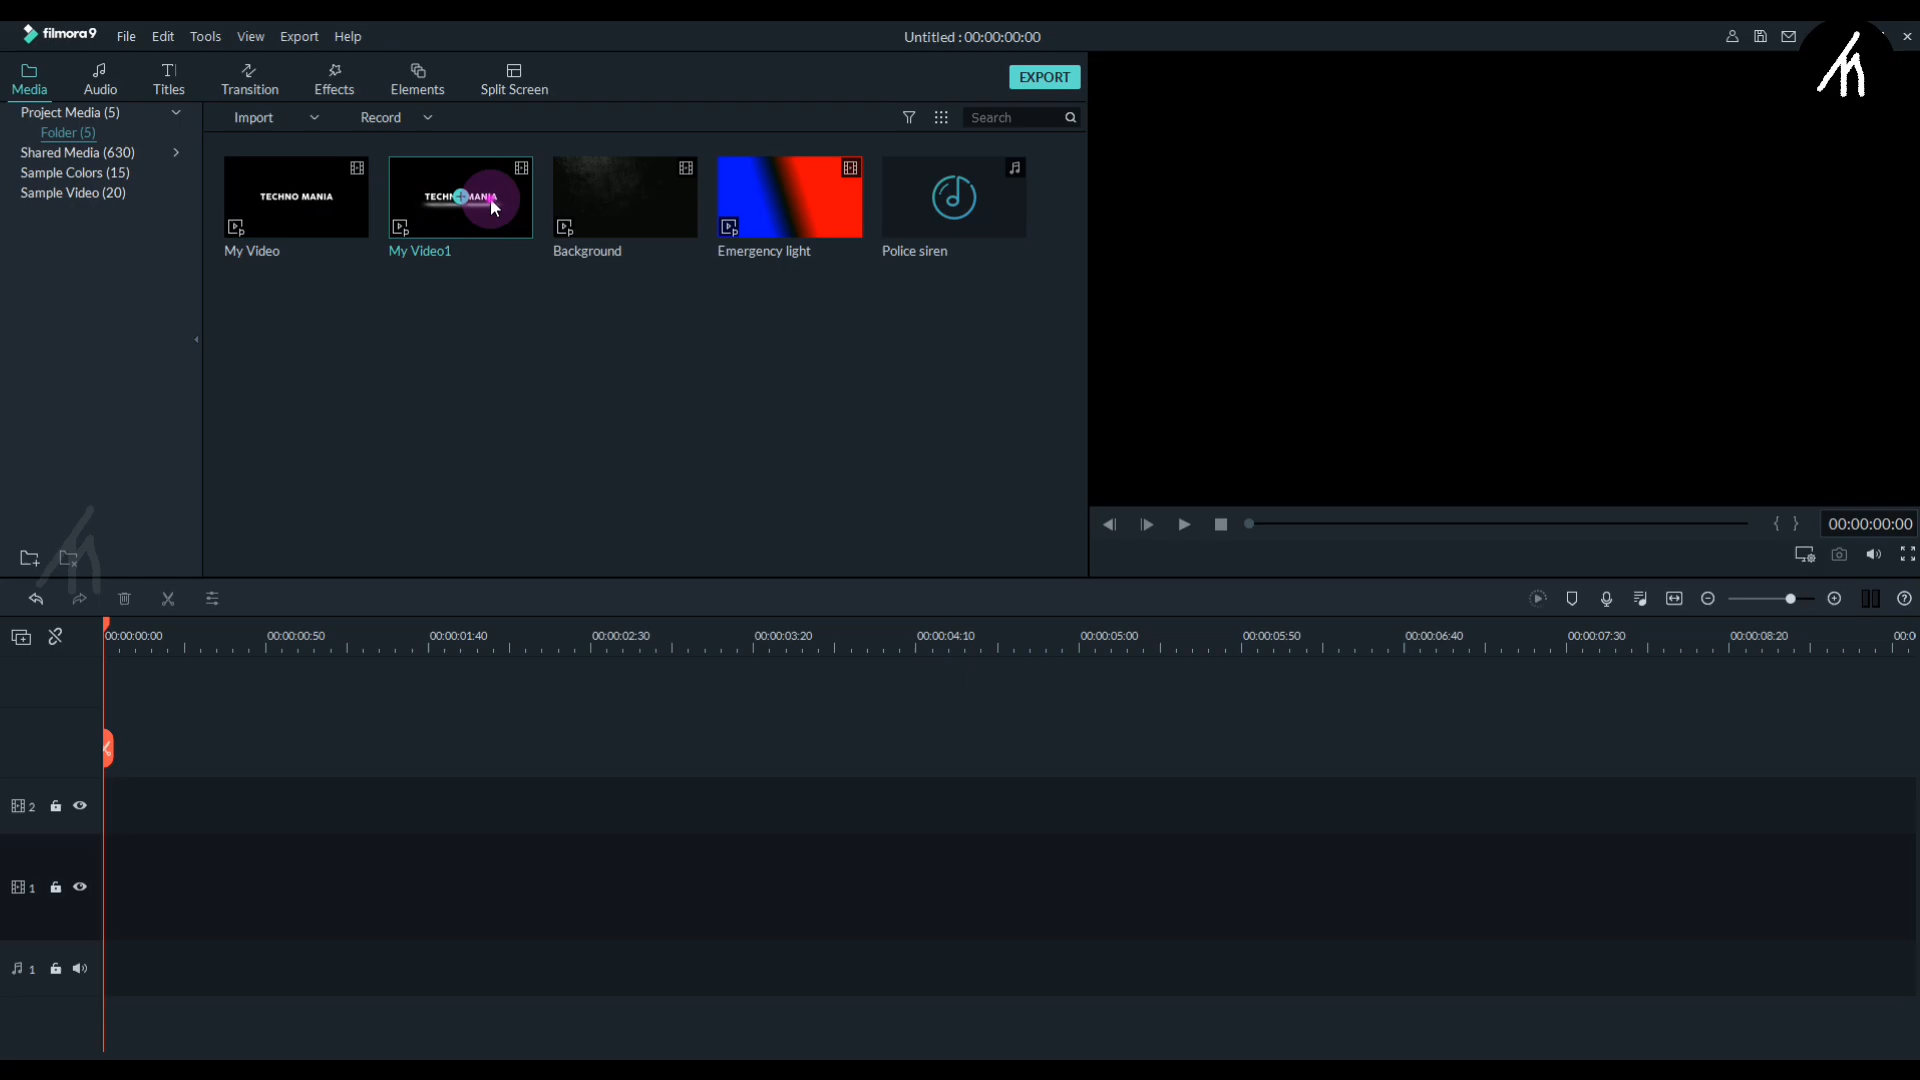 filmora9 File Edit Tools View Export Help Untitled : 00:00:00:00
Media Audio Titles Transition Effects Elements Split Screen EXPORT
Project Media (5)
Folder (5)
Shared Media (630)
Sample Colors (15)
Sample Video (20)
Import Record Search
TECHNO MANIA
My Video My Video1 Background Emergency light Police siren
00:00:00:00
00:00:00:00 00:00:00:50 00:00:01:40 00:00:02:30 00:00:03:20 00:00:04:10 00:00:05:00 00:00:05:50 00:00:06:40 00:00:07:30 00:00:08:20 00:0
2
1
1